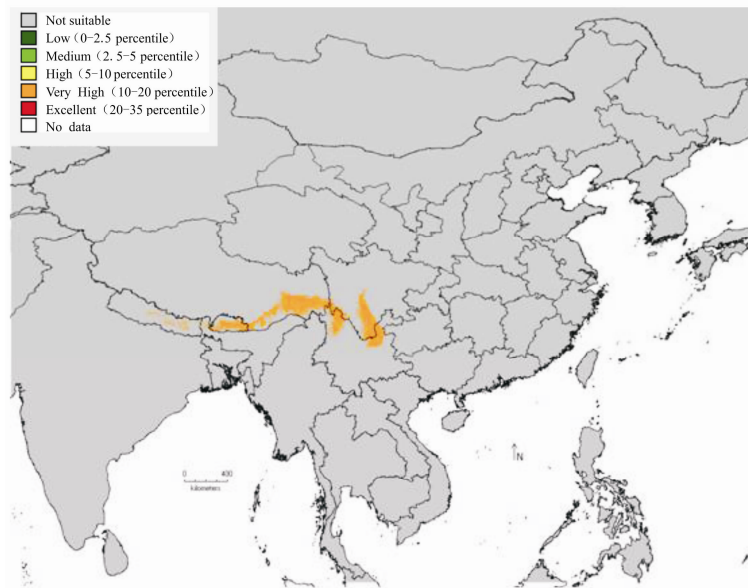 Not suitable
Low（0-2.5 percentile）
Medium（2.5-5 percentile）
High（5-10 percentile）
Very High（10-20 percentile）
Excellent（20-35 percentile）
No data
N
0 400
kilometers